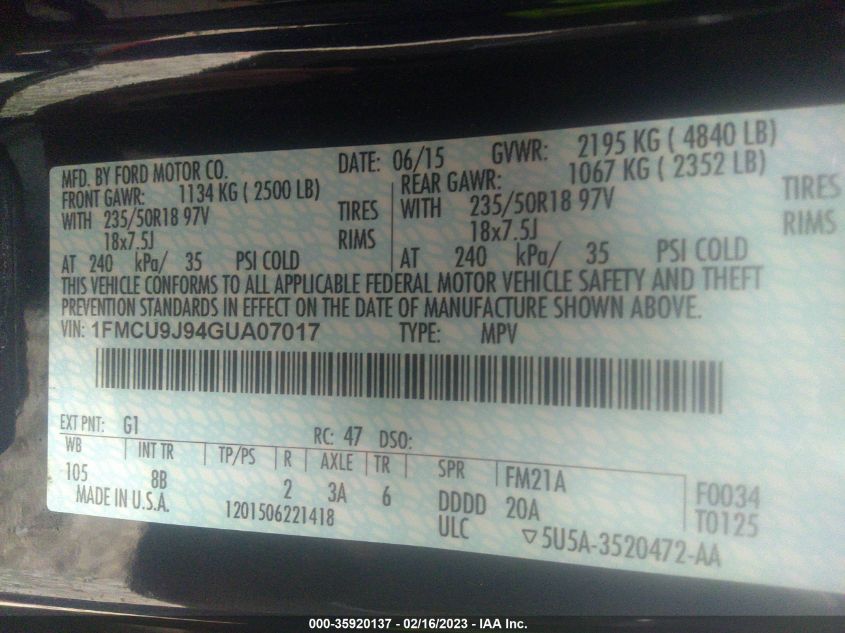 MFD. BY FORD MOTOR CO. DATE: 06/15 GVWR: 2195 KG ( 4840 LB)
FRONT GAWR: 1134 KG ( 2500 LB) REAR GAWR: 1067 KG ( 2352 LB)
WITH 235/50R18 97V TIRES WITH 235/50R18 97V TIRES
18x7.5J RIMS 18x7.5J RIMS
AT 240 kPa/ 35 PSI COLD AT 240 kPa/ 35 PSI COLD
THIS VEHICLE CONFORMS TO ALL APPLICABLE FEDERAL MOTOR VEHICLE SAFETY AND THEFT
PREVENTION STANDARDS IN EFFECT ON THE DATE OF MANUFACTURE SHOWN ABOVE.
VIN: 1FMCU9J94GUA07017 TYPE: MPV
EXT PNT: G1 RC: 47 DSO:
WB INT TR TP/PS R AXLE TR SPR FM21A F0034
105 8B 2 3A 6 DDDD 20A T0125
MADE IN U.S.A. 1201506221418 ULC ▽5U5A-3520472-AA
000-35920137 - 02/16/2023 - IAA Inc.